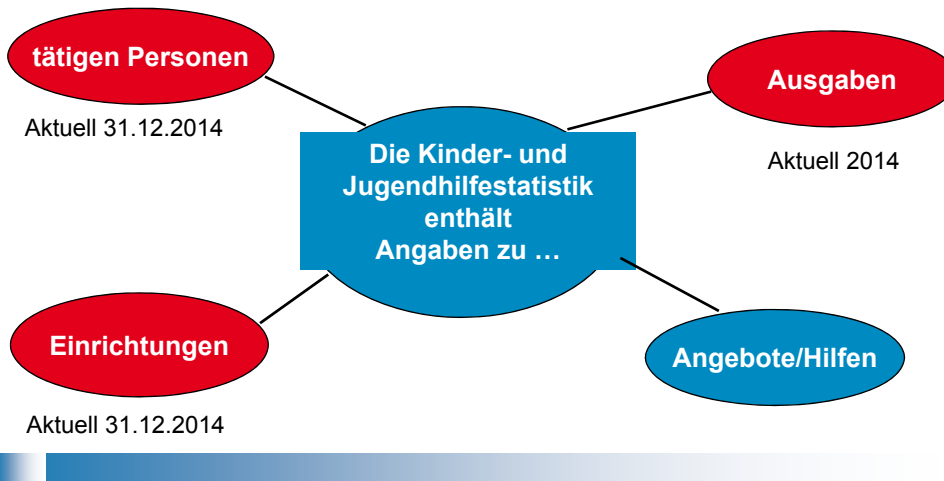 tätigen Personen
Aktuell 31.12.2014
Ausgaben
Aktuell 2014
Die Kinder- und
Jugendhilfestatistik
enthält
Angaben zu …
Einrichtungen
Aktuell 31.12.2014
Angebote/Hilfen